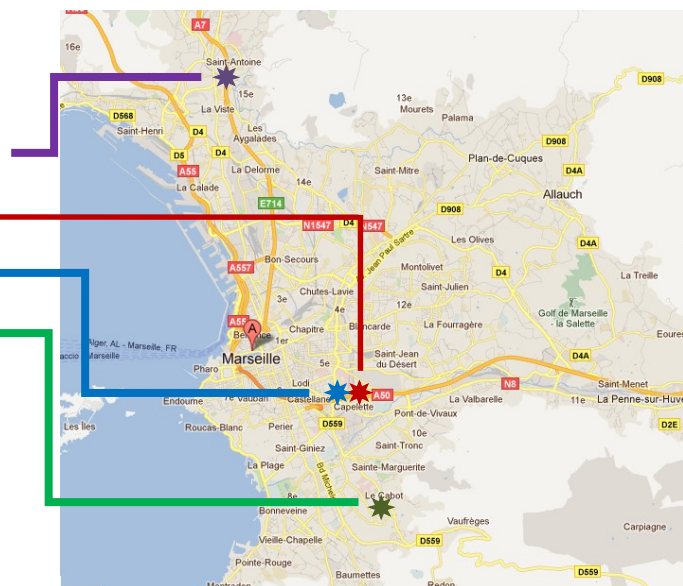 A7
16e
Saint-Antoine
D908
15e
13e
Mourets
Palama
D568
La Viste
Saint-Henri
D4
Les
Aygalades
D908
D5
D4
Plan-de-Cuques
A55
La Delorme
Saint-Mitre
D4A
La Calade
14e
Allauch
E714
D908
N1547
D4
N547
Jean Paul Sartre
Les Olives
D4A
Bon-Secours
A557
Montolivet
D4
La Treille
Saint-Julien
Chutes-Lavie
3e
12e
4e
Golf de Marseille
- la Salette
A
Chapitre
Blancarde
La Fourragère
1er
Alger, AL - Marseille, FR
Marseille
Saint-Jean
du Désert
D4A
Marseille
5e
Pharo
Lodi
N8
Saint-Menet
A50
Endoume
Vauban
Castellane
Capelette
La Valbarelle
11e
La Penne-sur-Huve
Pont-de-Vivaux
Les Îles
Roucas-Blanc
Perier
D559
10e
D2E
Saint-Giniez
Saint-Tronc
La Plage
Bd Michele
Sainte-Marguerite
8e
Le Cabot
Bonneveine
Vaufrèges
Carpiagne
Vieille-Chapelle
D559
Pointe-Rouge
Baumettes
D559
Redon